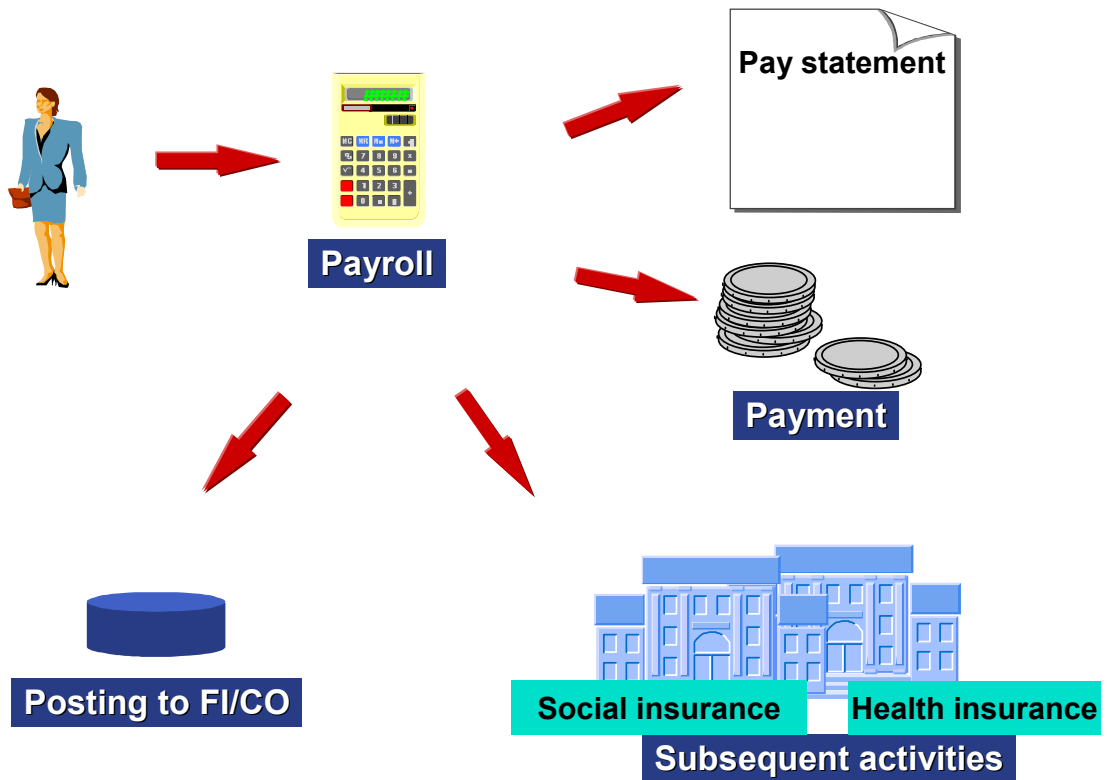 Pay statement
Payroll
Payment
Posting to FI/CO
Social insurance
Health insurance
Subsequent activities